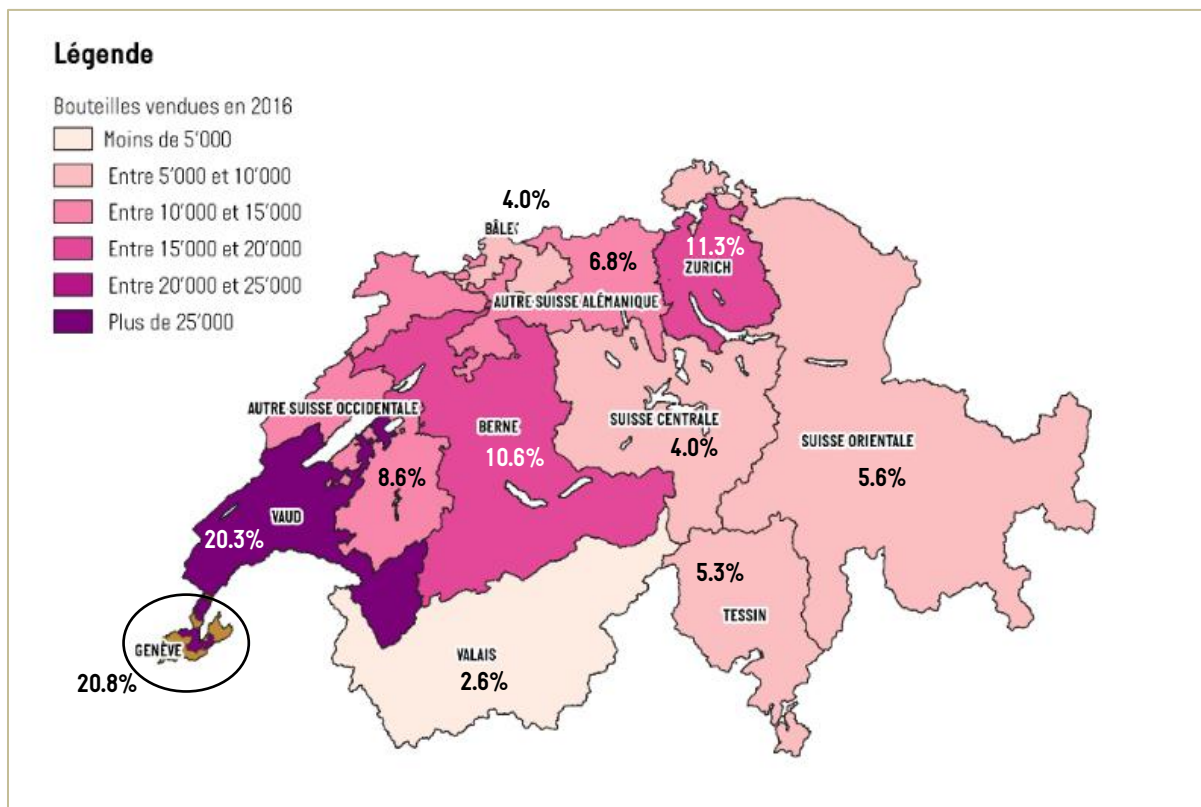 Légende
Bouteilles vendues en 2016
Moins de 5'000
Entre 5'000 et 10'000
Entre 10'000 et 15'000
Entre 15'000 et 20'000
Entre 20'000 et 25'000
Plus de 25'000
4.0%
BÂLE
6.8%
11.3%
ZURICH
AUTRE SUISSE ALÉMANIQUE
AUTRE SUISSE OCCIDENTALE
8.6%
BERNE
10.6%
SUISSE CENTRALE
4.0%
SUISSE ORIENTALE
5.6%
VAUD
20.3%
5.3%
TESSIN
GENÈVE
20.8%
VALAIS
2.6%